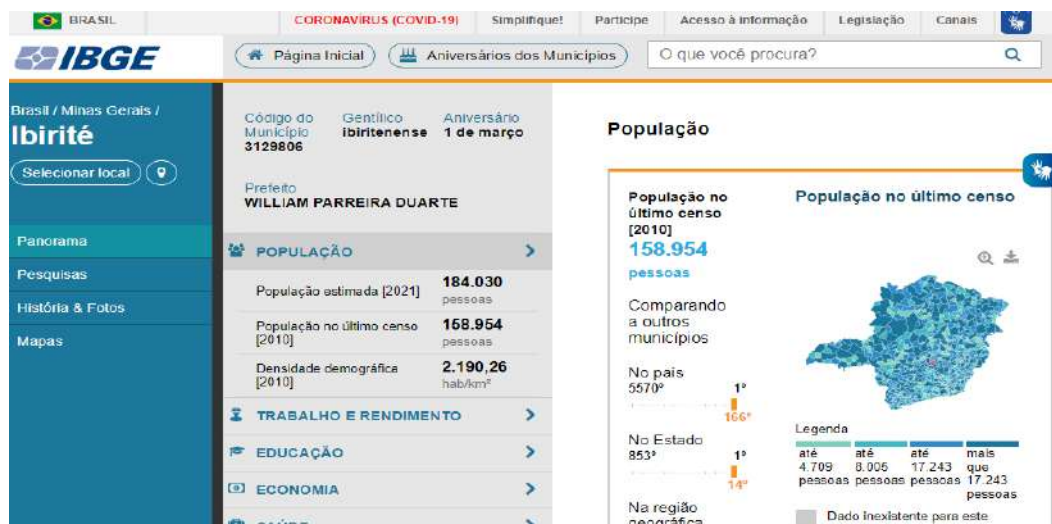 BRASIL
CORONAVÍRUS (COVID-19)
Simplifique!
Participe
Acesso à informação
Legislação
Canais
IBGE
Página Inicial
Aniversários dos Municípios
O que você procura?
Brasil / Minas Gerais /
Ibirité
Selecionar local
Panorama
Pesquisas
História & Fotos
Mapas
Código do
Município
3129806
Gentílico
ibiritenense
Aniversário
1 de março
Prefeito
WILLIAM PARREIRA DUARTE
POPULAÇÃO
População estimada [2021]
184.030
pessoas
População no último censo
[2010]
158.954
pessoas
Densidade demográfica
[2010]
2.190,26
hab/km²
TRABALHO E RENDIMENTO
EDUCAÇÃO
ECONOMIA
População
População no
último censo
[2010]
158.954
pessoas
Comparando
a outros
municípios
No país
5570º
1º
166º
No Estado
853º
1º
14º
Na região
geográfica
População no último censo
Legenda
até
4.709
pessoas
até
8.005
pessoas
até
17.243
pessoas
mais
que
17.243
pessoas
Dado inexistente para este